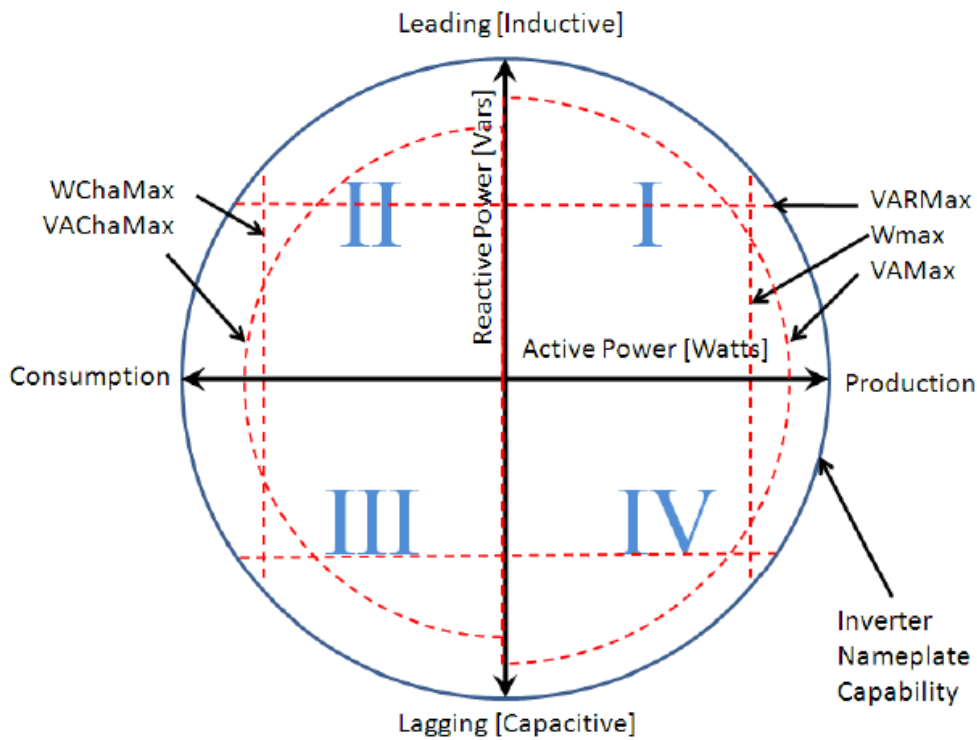 Leading [Inductive]
Reactive Power [Vars]
WChaMax
VAChaMax
II
I
VARMax
Wmax
VAMax
Active Power [Watts]
Consumption
Production
III
IV
Inverter
Nameplate
Capability
Lagging [Capacitive]